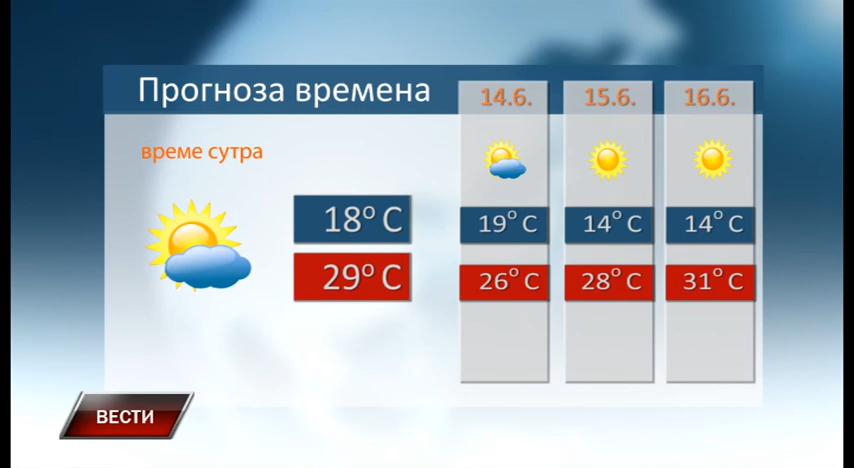 Прогноза времена
време сутра
18° C
29° C
14.6.
19° C
26° C
15.6.
14° C
28° C
16.6.
14° C
31° C
ВЕСТИ